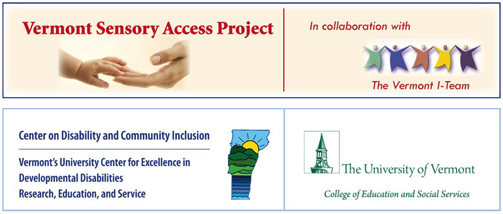 Vermont Sensory Access Project
In collaboration with
The Vermont I-Team
Center on Disability and Community Inclusion
Vermont's University Center for Excellence in
Developmental Disabilities
Research, Education, and Service
The University of Vermont
College of Education and Social Services